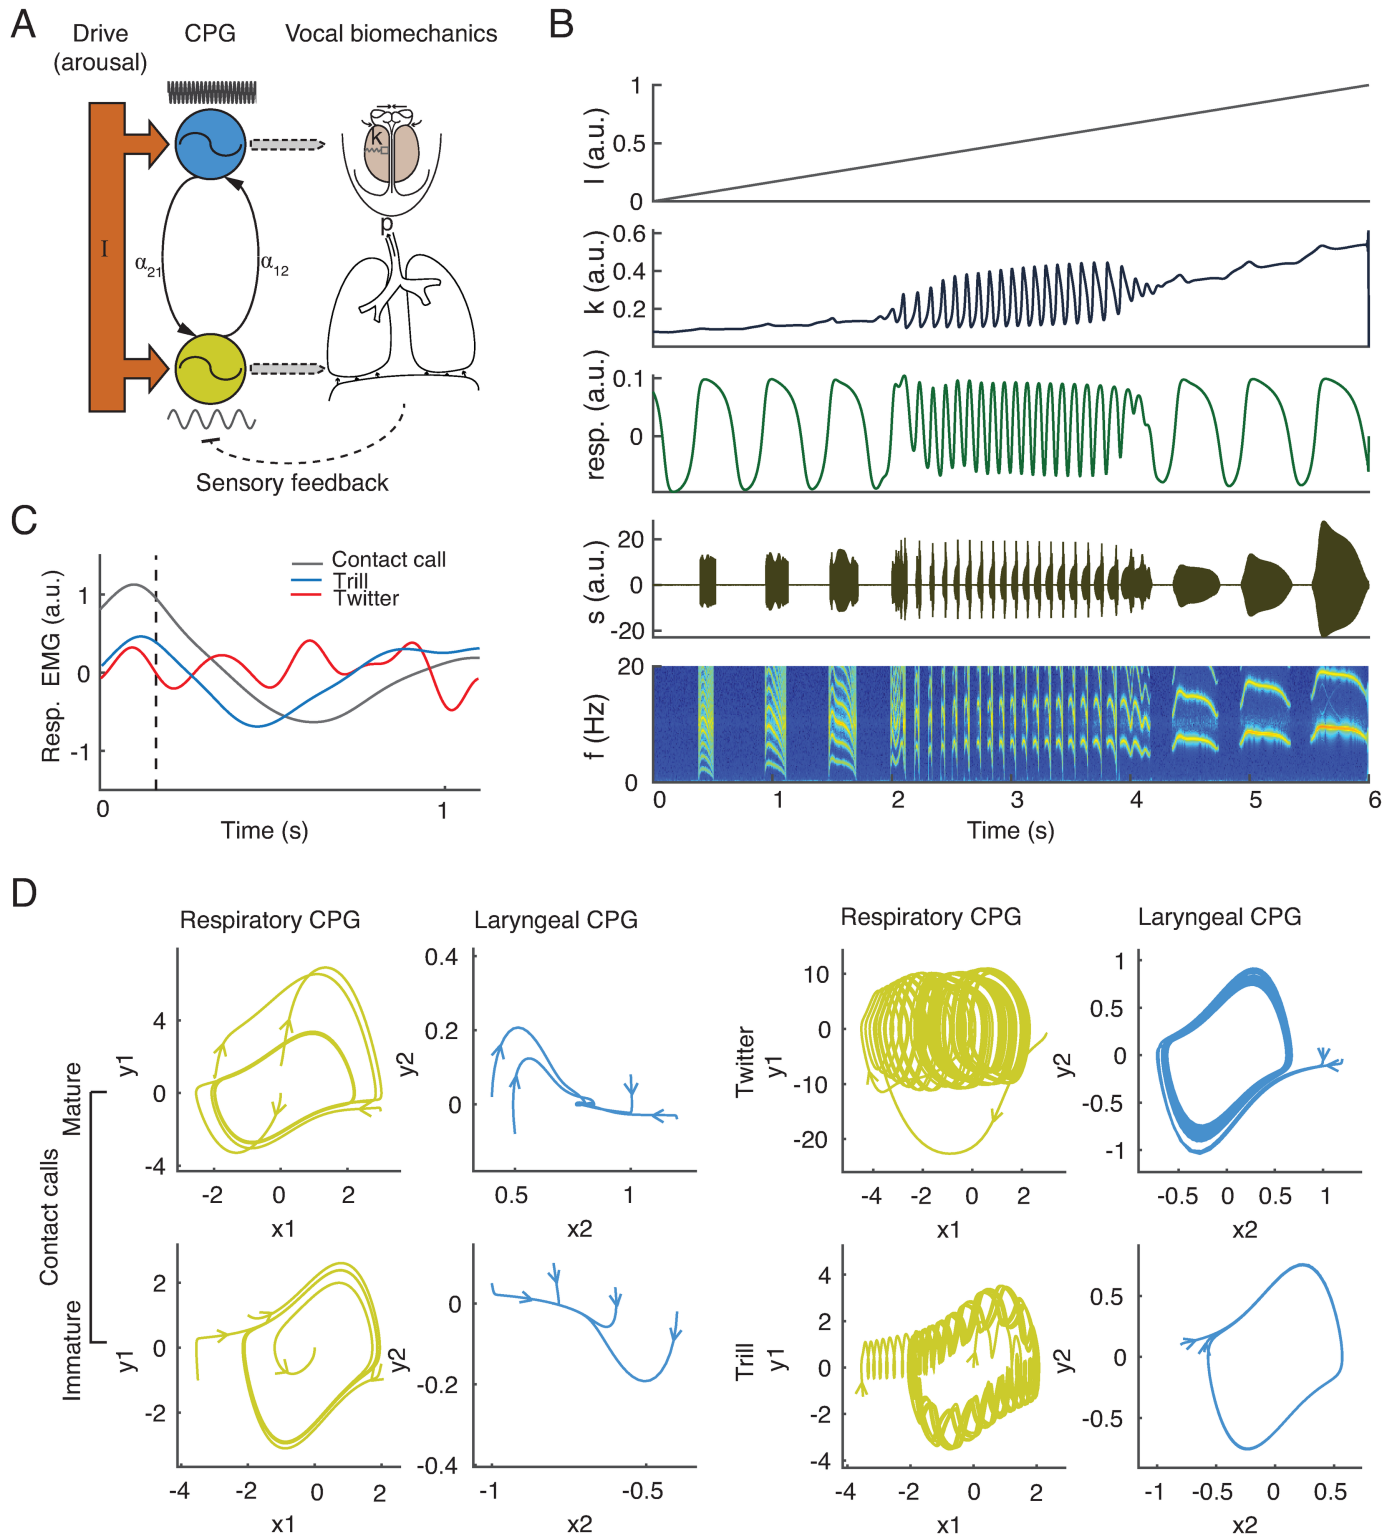 A
Drive
(arousal)
CPG
Vocal biomechanics
I
k
p
α21
α12
Sensory feedback
B
I (a.u.)
1
0.5
0
k (a.u.)
0.6
0.4
0.2
resp. (a.u.)
0.1
0
s (a.u.)
20
0
-20
f (Hz)
20
0
0 1 2 3 4 5 6
Time (s)
C
Resp. EMG (a.u.)
1
0
-1
Contact call
Trill
Twitter
0 1
Time (s)
D
Contact calls
Mature
Immature
Respiratory CPG
y1
4
0
-4
-2 0 2
x1
Laryngeal CPG
y2
0.4
0.2
0
0.5 1
x2
Twitter
Respiratory CPG
y1
10
0
-10
-20
-4 -2 0 2
x1
Laryngeal CPG
y2
1
0.5
0
-0.5
-1
-0.5 0 0.5 1
x2
y1
2
0
-2
-4 -2 0 2
x1
y2
0
-0.2
-0.4
-1 -0.5
x2
Trill
y1
4
2
0
-2
-4
-4 -2 0 2
x1
y2
0.5
0
-0.5
-1 -0.5 0 0.5
x2